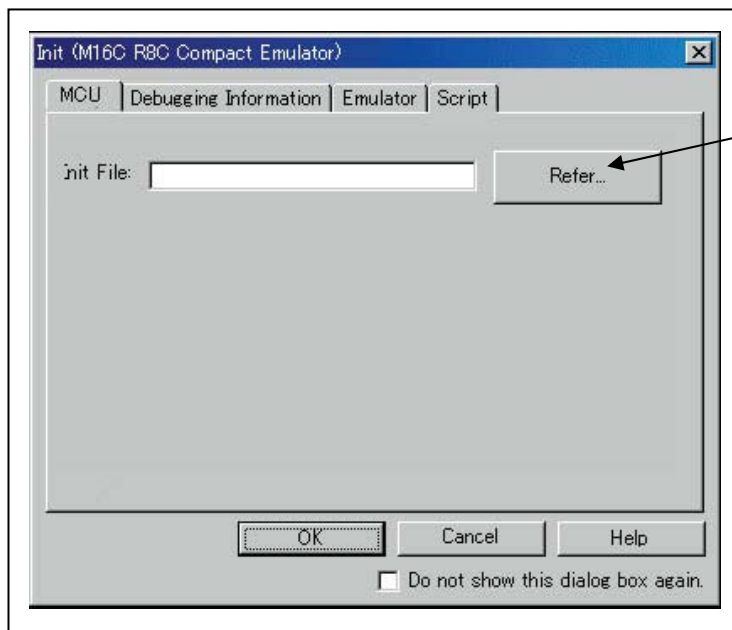 Init (M16C R8C Compact Emulator)
MCU
Debugging Information
Emulator
Script
Init File:
Refer...
OK
Cancel
Help
Do not show this dialog box again.